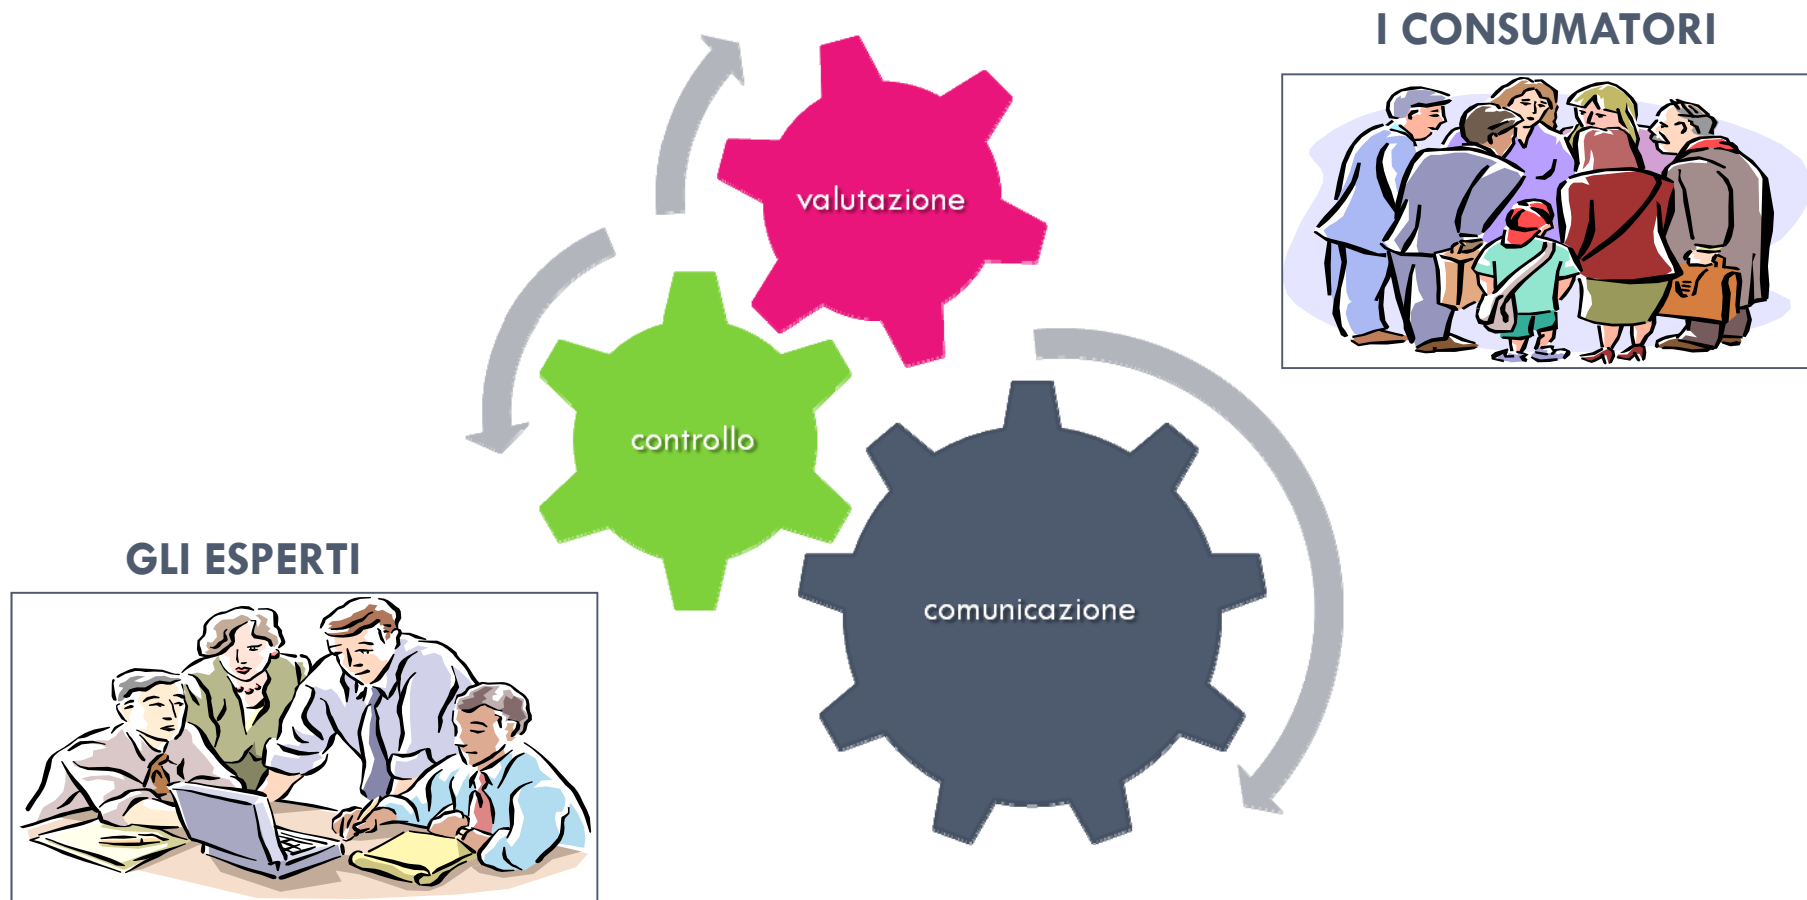 I CONSUMATORI
valutazione
controllo
GLI ESPERTI
comunicazione